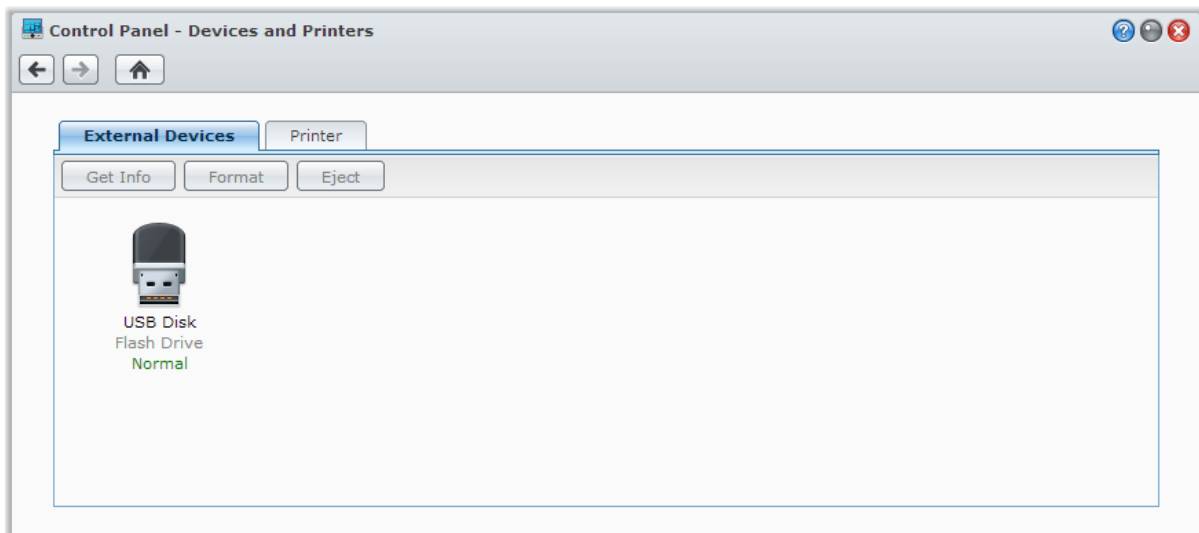 Control Panel - Devices and Printers
External Devices Printer
Get Info Format Eject
USB Disk
Flash Drive
Normal